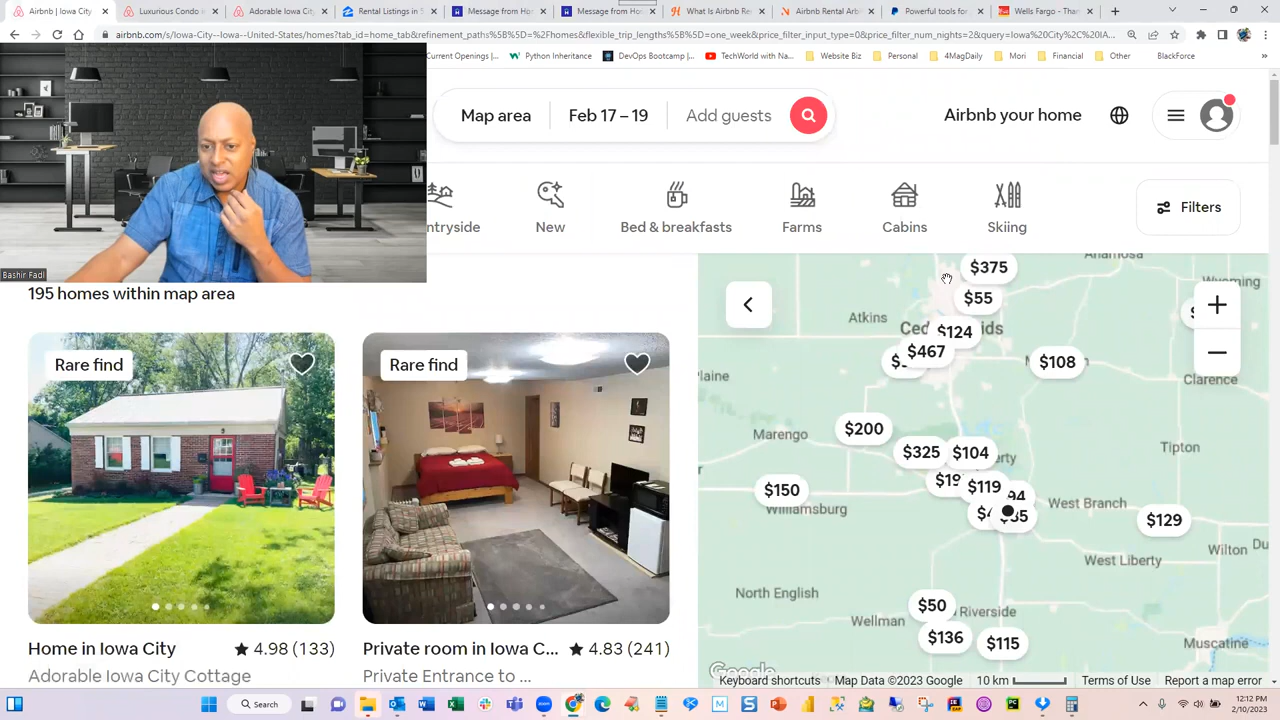 Airbnb | Iowa City
Luxurious Condo in
Adorable Iowa City
Rental Listings in S
Message from Hor
Message from Hor
What Is Airbnb Re
Airbnb Rental Arb
Powerful tools for
Wells Fargo - Than
airbnb.com/s/Iowa-City--Iowa--United-States/homes?tab_id=home_tab&refinement_paths%5B%5D=%2Fhomes&flexible_trip_lengths%5B%5D=one_week&price_filter_input_type=0&price_filter_num_nights=2&query=Iowa%20City%2C%20IA...
Current Openings |...
Python Inheritance
DevOps Bootcamp |...
TechWorld with Na...
Website Biz
Personal
4MagDaily
Mori
Financial
Other
BlackForce
Map area
Feb 17 – 19
Add guests
Airbnb your home
ntryside
New
Bed & breakfasts
Farms
Cabins
Skiing
Filters
Bashir Fadl
195 homes within map area
Rare find
Rare find
Home in Iowa City
4.98 (133)
Adorable Iowa City Cottage
Private room in Iowa C...
4.83 (241)
Private Entrance to ...
Anamosa
$375
Wyoming
$55
Atkins
$124
$467
$108
laine
Clarence
$200
Marengo
$325
$104
Tipton
$119
$150
Williamsburg
West Branch
$129
Wilton
West Liberty
North English
$50
Riverside
Wellman
$136
$115
Muscatine
Google
Keyboard shortcuts
Map Data ©2023 Google
10 km
Terms of Use
Report a map error
Search
12:12 PM
2/10/2023